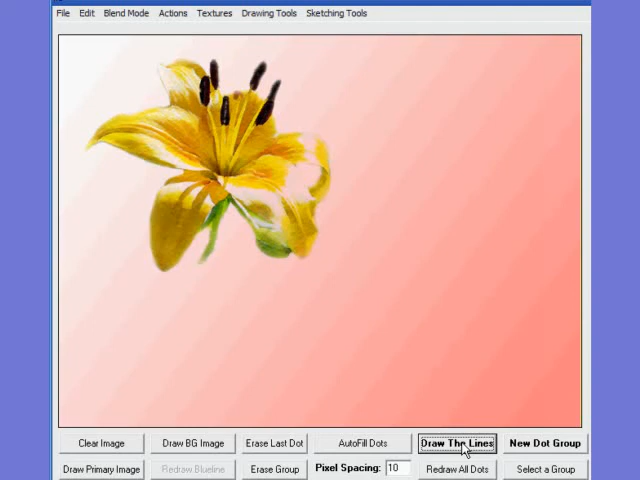 File Edit Blend Mode Actions Textures Drawing Tools Sketching Tools
Clear Image Draw BG Image Erase Last Dot AutoFill Dots Draw The Lines New Dot Group
Draw Primary Image Redraw Blueline Erase Group Pixel Spacing: 10 Redraw All Dots Select a Group